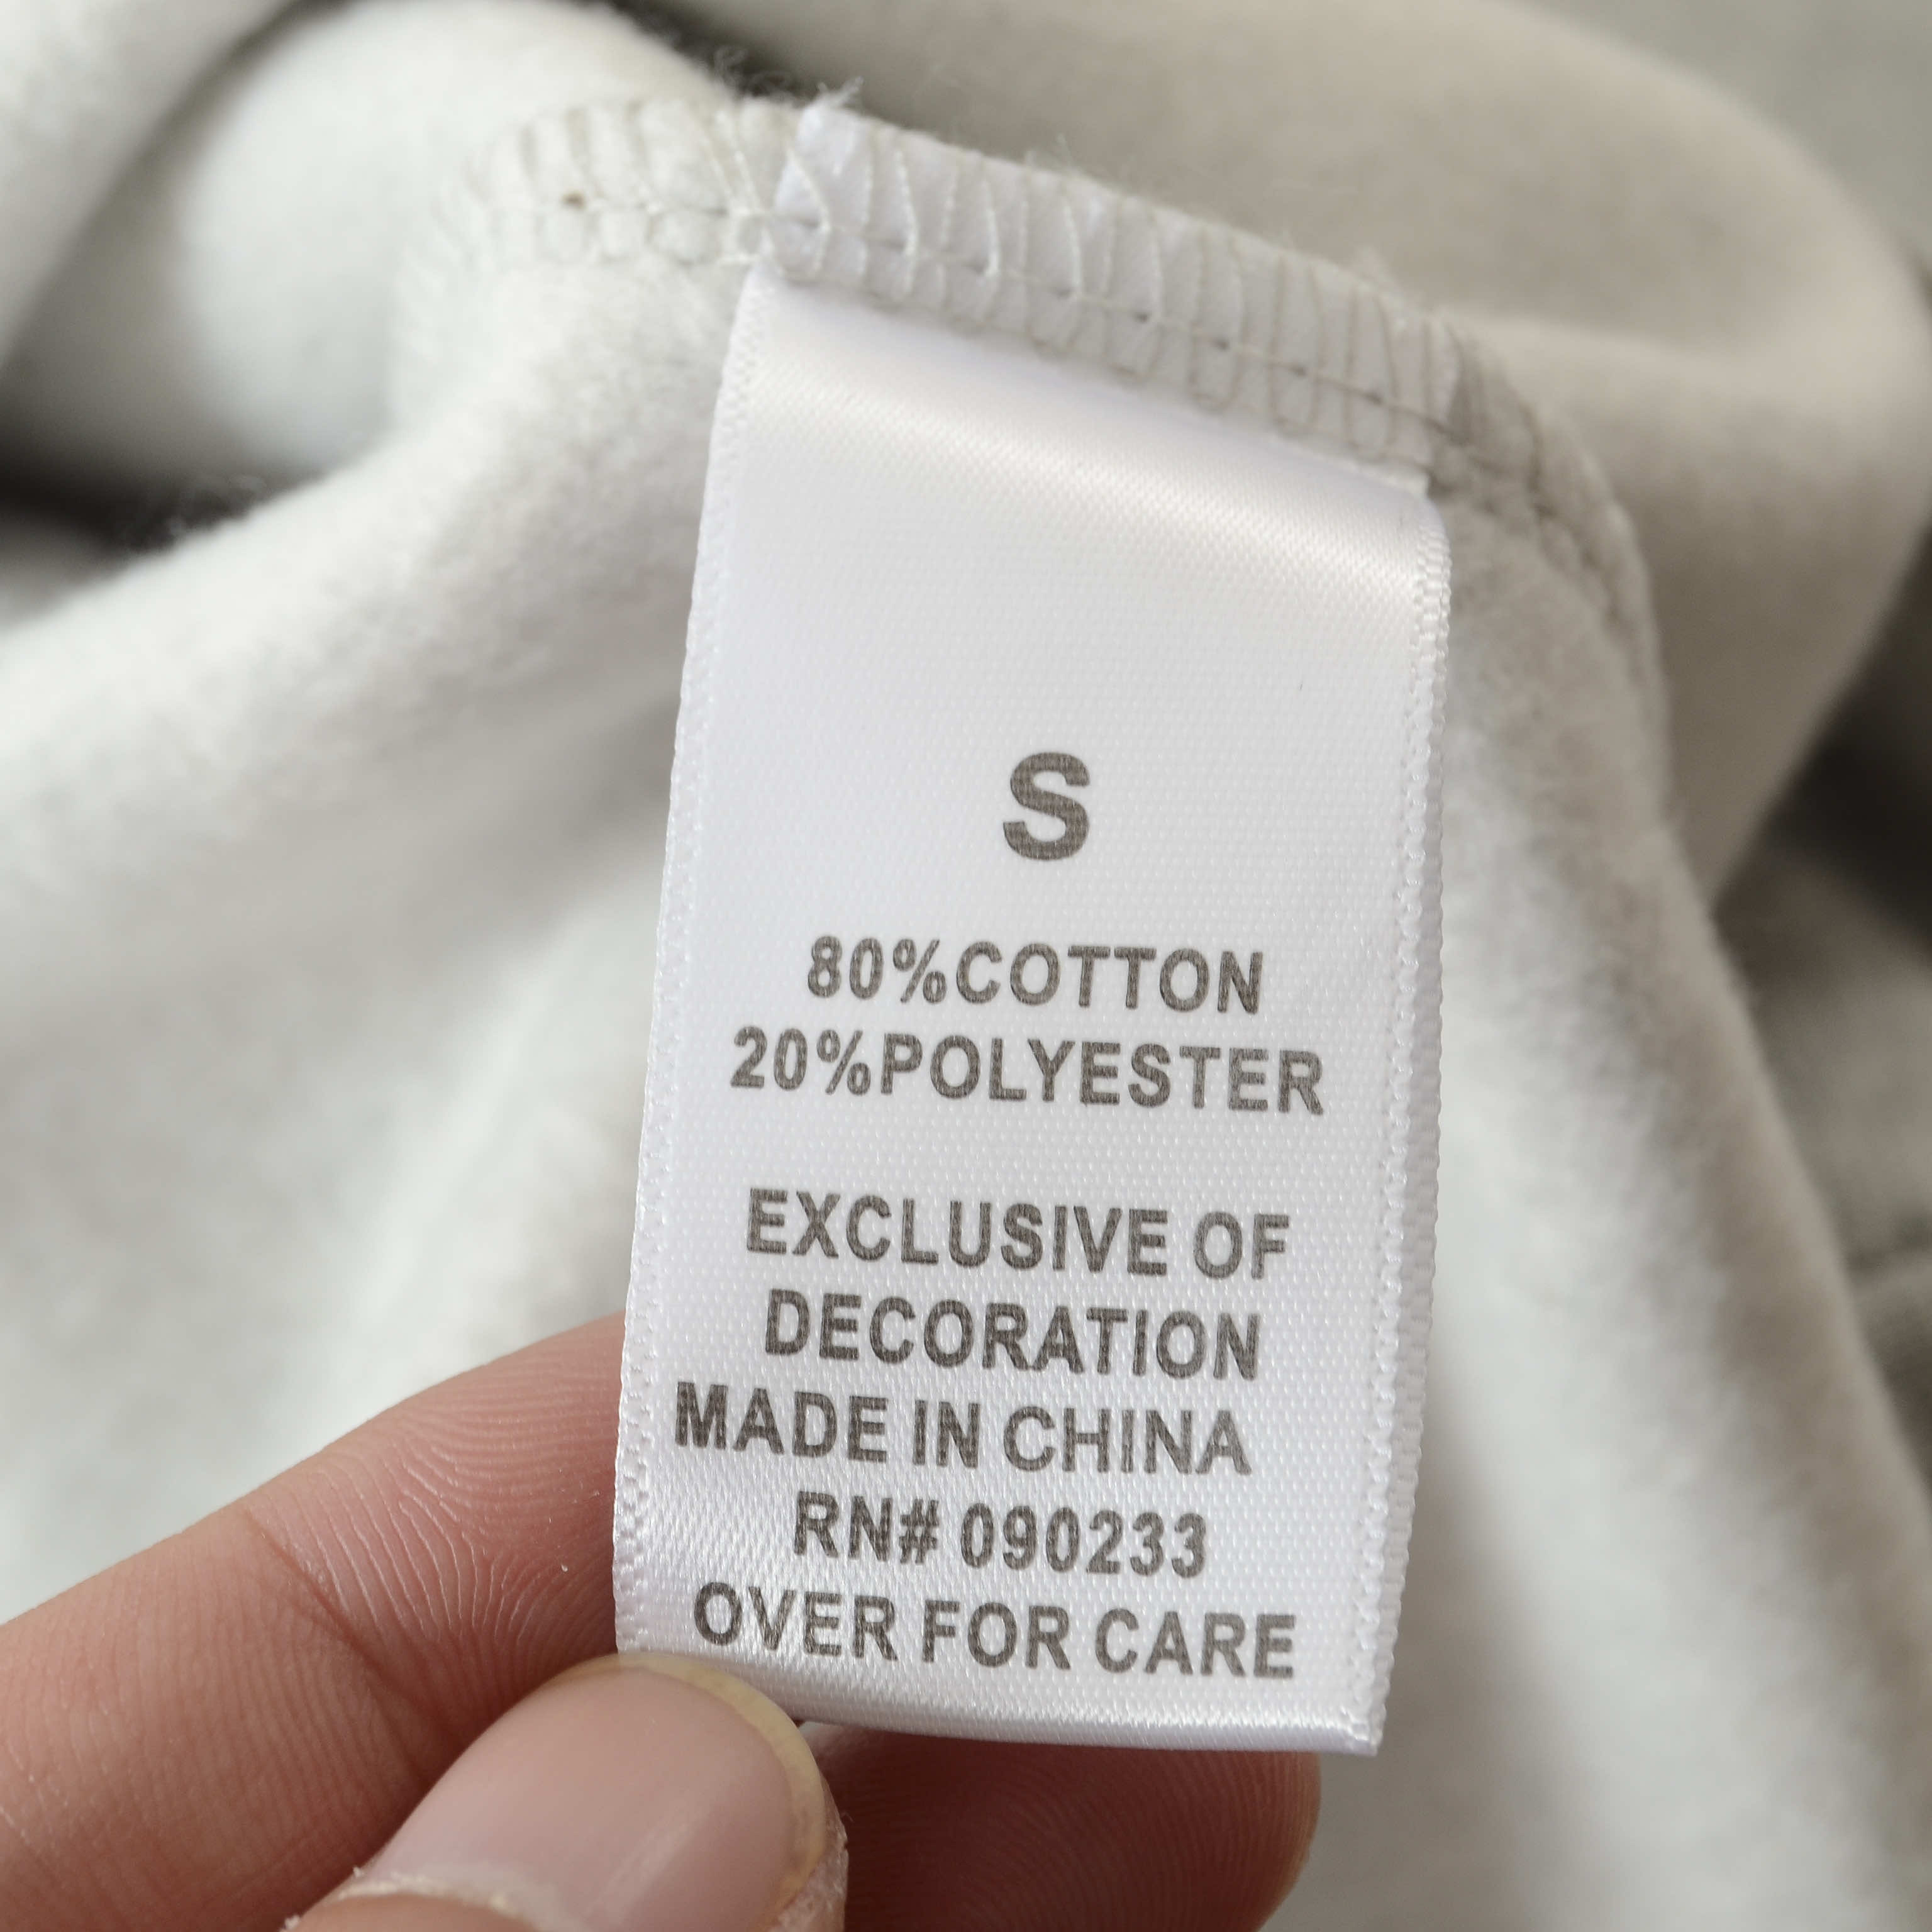 S
80%COTTON
20%POLYESTER
EXCLUSIVE OF
DECORATION
MADE IN CHINA
RN# 090233
OVER FOR CARE